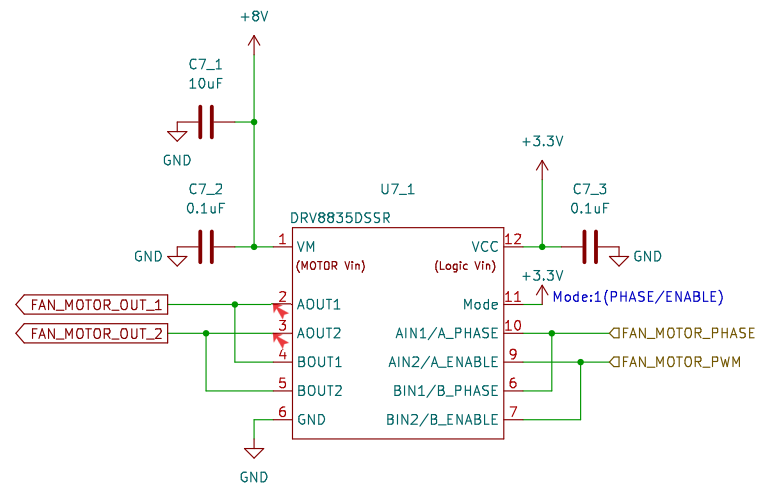 +8V
C7_1
10uF
GND
+3.3V
C7_2
0.1uF
U7_1
C7_3
0.1uF
DRV8835DSSR
GND
1
VM
VCC
12
GND
(MOTOR Vin)
(Logic Vin)
+3.3V
Mode:1(PHASE/ENABLE)
FAN_MOTOR_OUT_1
2
AOUT1
Mode
11
FAN_MOTOR_OUT_2
3
AOUT2
AIN1/A_PHASE
10
FAN_MOTOR_PHASE
4
BOUT1
AIN2/A_ENABLE
9
FAN_MOTOR_PWM
5
BOUT2
BIN1/B_PHASE
6
6
GND
BIN2/B_ENABLE
7
GND